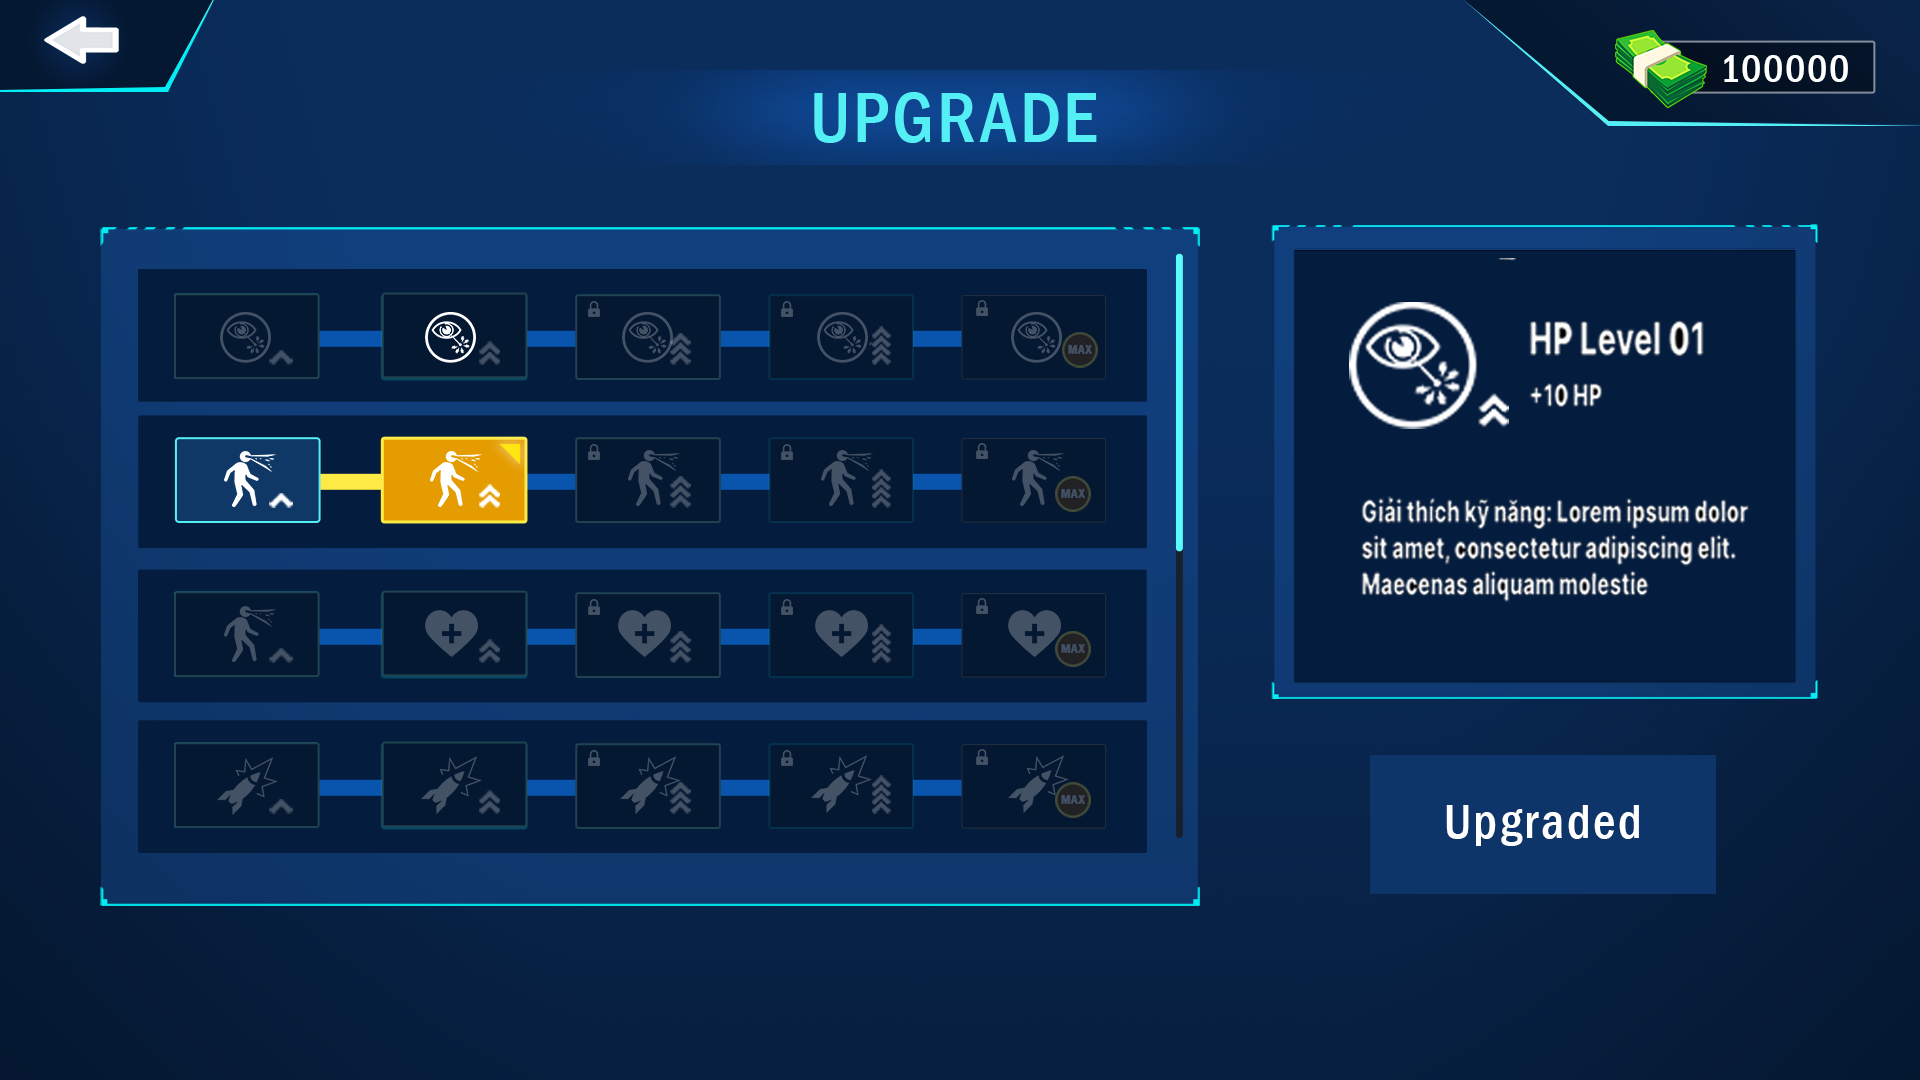 100000
UPGRADE
MAX
MAX
MAX
MAX
HP Level 01
+10 HP
Giải thích kỹ năng: Lorem ipsum dolor
sit amet, consectetur adipiscing elit.
Maecenas aliquam molestie
Upgraded